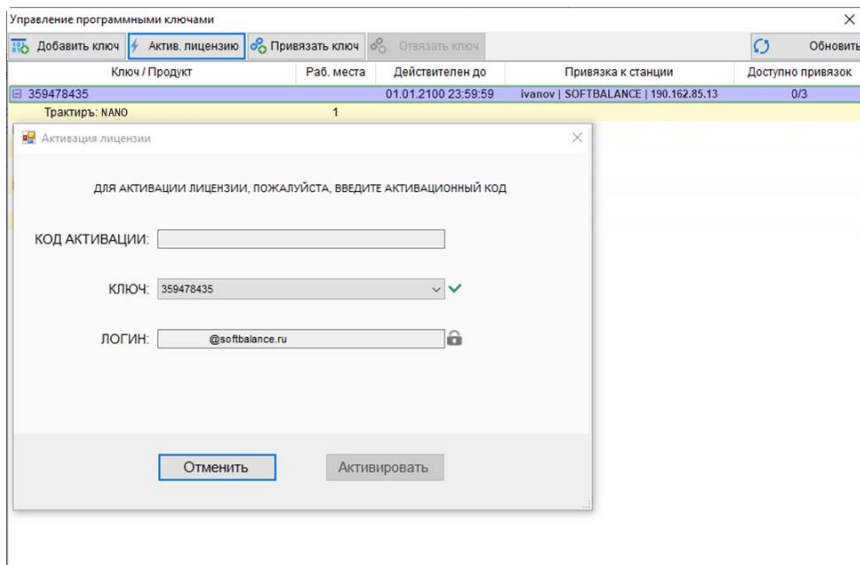 Управление программными ключами
Добавить ключ Актив. лицензию Привязать ключ Отвязать ключ Обновить
Ключ / Продукт Раб. места Действителен до Привязка к станции Доступно привязок
359478435 01.01.2100 23:59:59 ivanov | SOFTBALANCE | 190.162.85.13 0/3
Трактиръ: NANO 1
Активация лицензии
ДЛЯ АКТИВАЦИИ ЛИЦЕНЗИИ, ПОЖАЛУЙСТА, ВВЕДИТЕ АКТИВАЦИОННЫЙ КОД
КОД АКТИВАЦИИ:
КЛЮЧ: 359478435
ЛОГИН: @softbalance.ru
Отменить Активировать